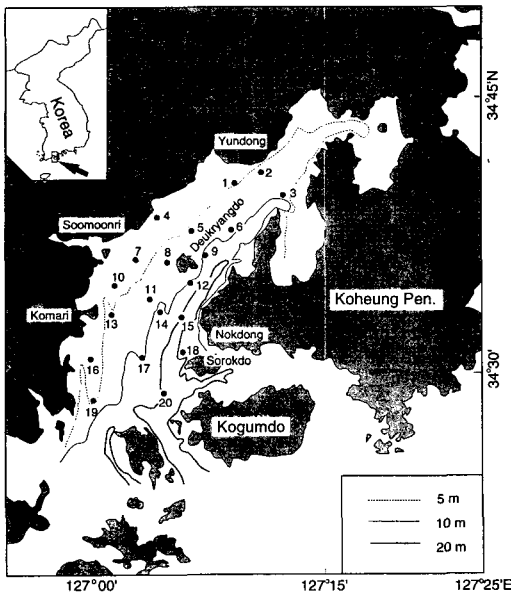 Korea
34°45'N
Yundong
2
1
3
Soomoonri
4
5
Deukryangdo
6
7
8
9
10
11
12
Koheung Pen.
Komari
13
14
15
Nokdong
16
17
18
Sorokdo
34°30'
19
20
Kogumdo
5 m
10 m
20 m
127°00'
127°15'
127°25'E